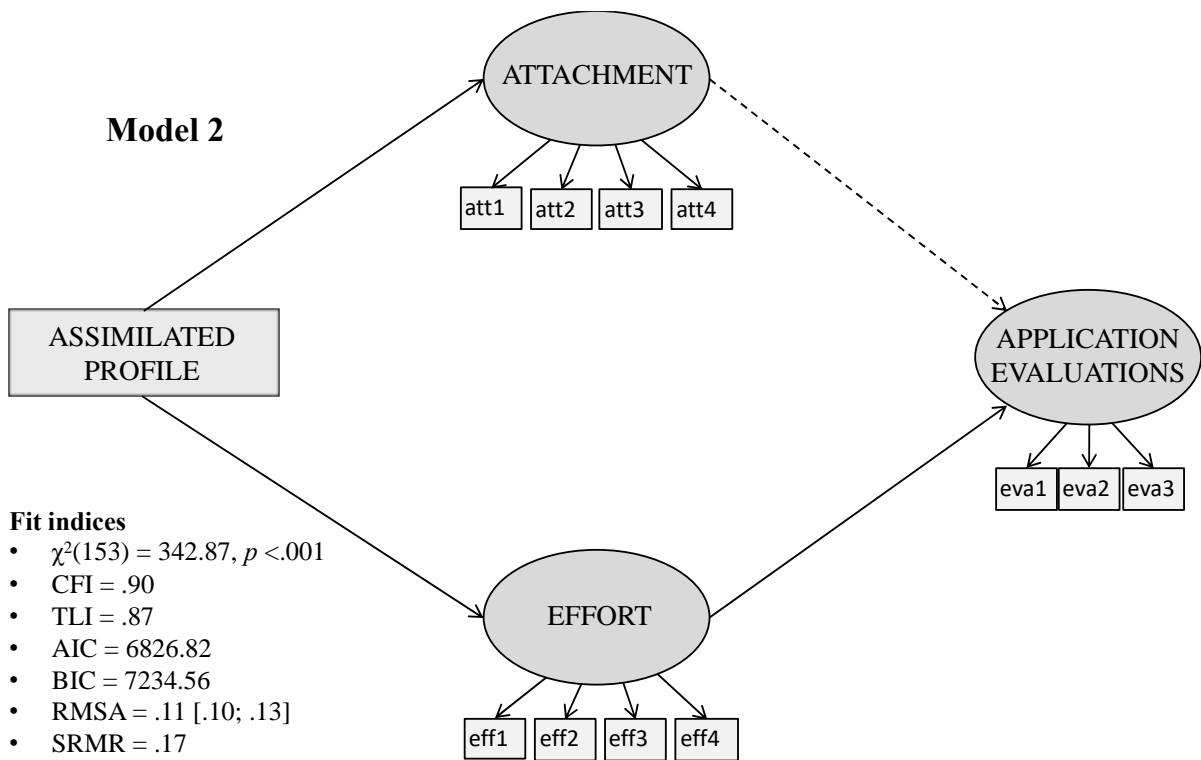 ATTACHMENT
Model 2
att1 att2 att3 att4
ASSIMILATED
PROFILE
APPLICATION
EVALUATIONS
eva1 eva2 eva3
Fit indices
• χ²(153) = 342.87, p <.001
• CFI = .90
• TLI = .87
• AIC = 6826.82
• BIC = 7234.56
• RMSA = .11 [.10; .13]
• SRMR = .17
EFFORT
eff1 eff2 eff3 eff4